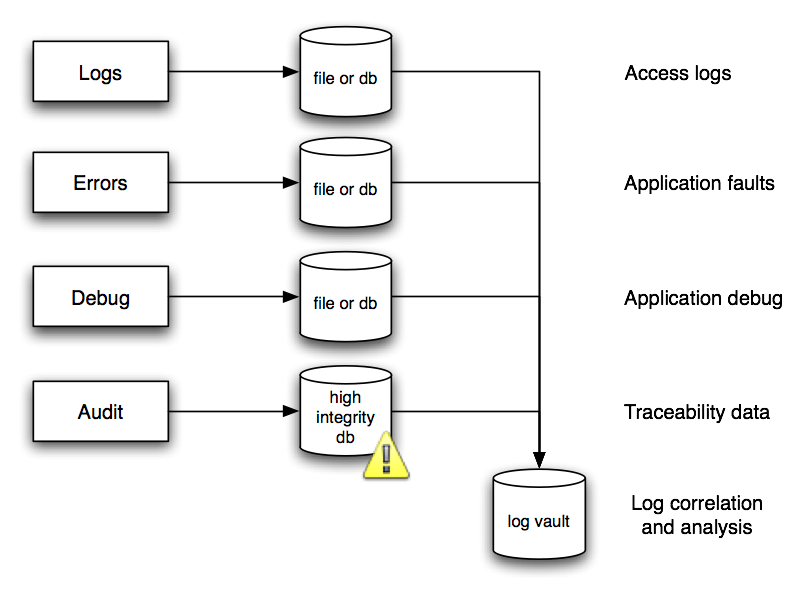 Logs
file or db
Access logs
Errors
file or db
Application faults
Debug
file or db
Application debug
Audit
high
integrity
db
Traceability data
log vault
Log correlation
and analysis